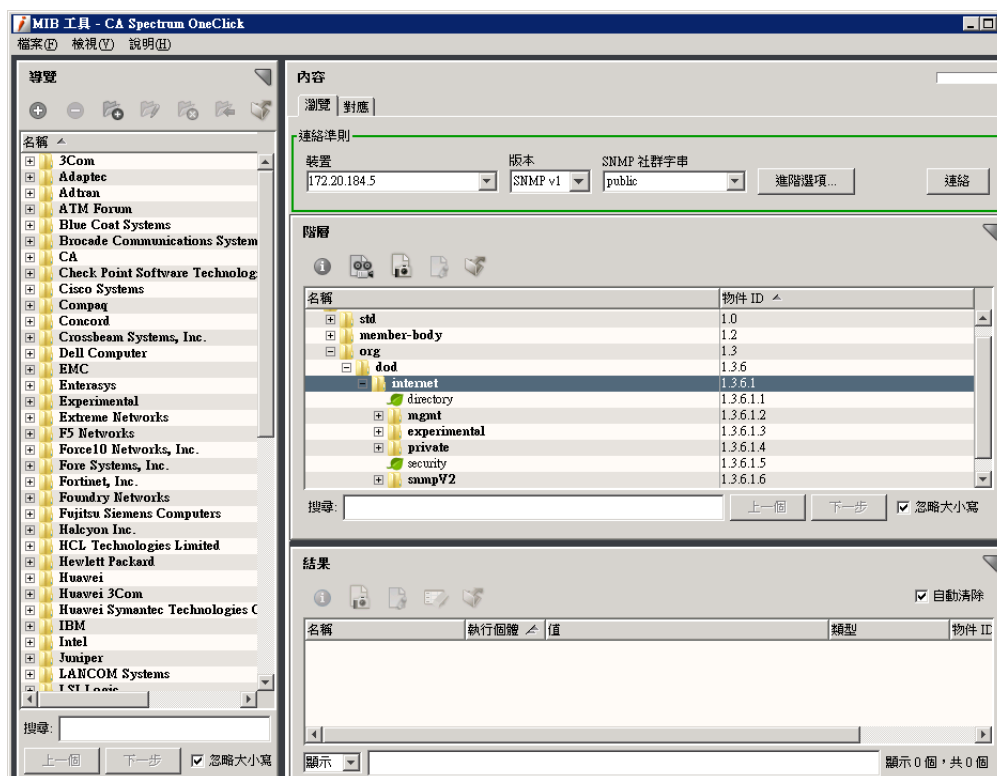 MIB 工具 - CA Spectrum OneClick
檔案(F) 檢視(V) 說明(H)
導覽
名稱
3Com
Adaptec
Adtran
ATM Forum
Blue Coat Systems
Brocade Communications System
CA
Check Point Software Technolog
Cisco Systems
Compaq
Concord
Crossbeam Systems, Inc.
Dell Computer
EMC
Enterasys
Experimental
Extreme Networks
F5 Networks
Force10 Networks, Inc.
Fore Systems, Inc.
Fortinet, Inc.
Foundry Networks
Fujitsu Siemens Computers
Halcyon Inc.
HCL Technologies Limited
Hewlett Packard
Huawei
Huawei 3Com
Huawei Symantec Technologies C
IBM
Intel
Juniper
LANCOM Systems
LSI Logic
搜尋:
上一個 下一步 忽略大小寫
內容
瀏覽 對應
連絡準則
裝置 版本 SNMP 社群字串
172.20.184.5 SNMP v1 public 進階選項... 連絡
階層
名稱 物件 ID
std 1.0
member-body 1.2
org 1.3
dod 1.3.6
internet 1.3.6.1
directory 1.3.6.1.1
mgmt 1.3.6.1.2
experimental 1.3.6.1.3
private 1.3.6.1.4
security 1.3.6.1.5
snmpV2 1.3.6.1.6
搜尋: 上一個 下一步 忽略大小寫
結果
自動清除
名稱 執行個體 值 類型 物件 ID
顯示 顯示 0 個，共 0 個